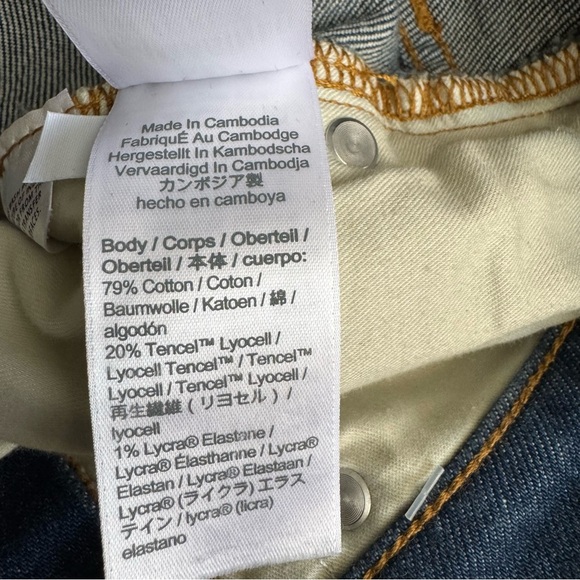 Made In Cambodia
FabriquÉ Au Cambodge
Hergestellt In Kambodscha
Vervaardigd In Cambodja
カンボジア製
hecho en camboya
Body / Corps / Oberteil /
Oberteil / 本体 / cuerpo:
79% Cotton / Coton /
Baumwolle / Katoen / 綿 /
algodón
20% Tencel™ Lyocell /
Lyocell Tencel™ / Tencel™
Lyocell / Tencel™ Lyocell /
再生繊維 ( リヨセル ) /
lyocell
1% Lycra® Elastane /
Lycra® Élasthanne / Lycra®
Elastan / Lycra® Elastaan /
Lycra® (ライクラ) エラス
テイン / lycra® (licra)
elastano